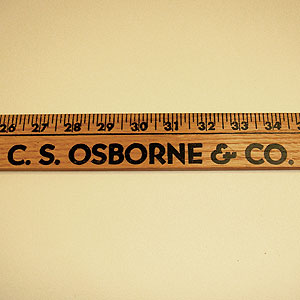 26 27 28 29 30 31 32 33 34
C. S. OSBORNE & CO.